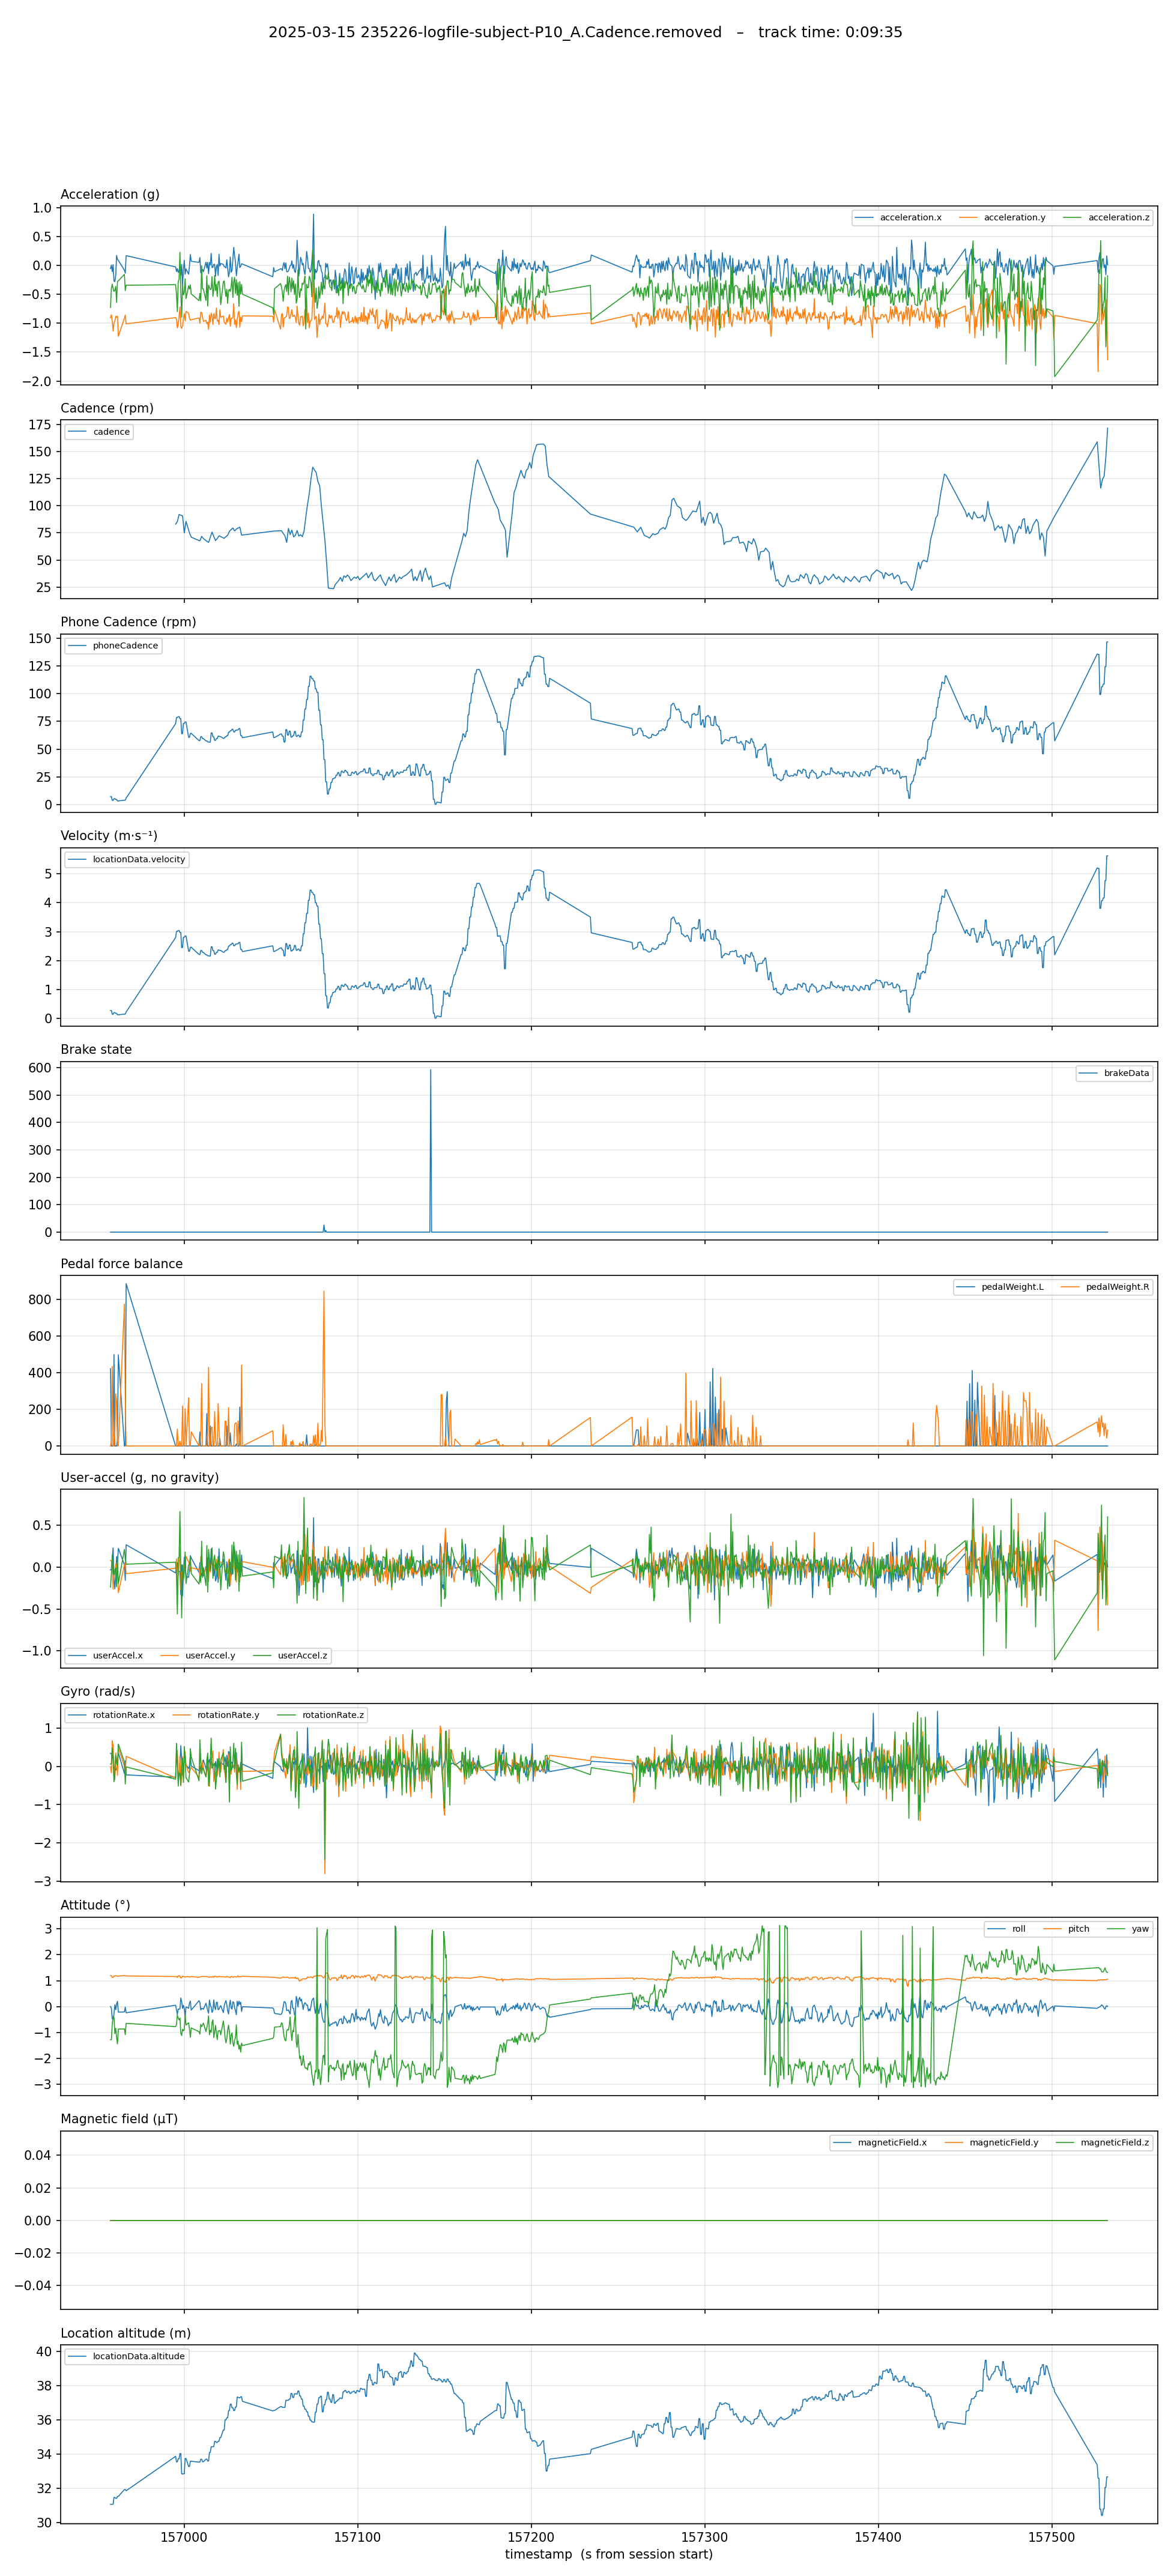 2025-03-15 235226-logfile-subject-P10_A.Cadence.removed – track time: 0:09:35
Acceleration (g)
acceleration.x acceleration.y acceleration.z
1.0
0.5
0.0
−0.5
−1.0
−1.5
−2.0
Cadence (rpm)
cadence
175
150
125
100
75
50
25
Phone Cadence (rpm)
phoneCadence
150
125
100
75
50
25
0
Velocity (m·s⁻¹)
locationData.velocity
5
4
3
2
1
0
Brake state
brakeData
600
500
400
300
200
100
0
Pedal force balance
pedalWeight.L pedalWeight.R
800
600
400
200
0
User-accel (g, no gravity)
0.5
0.0
−0.5
−1.0
userAccel.x userAccel.y userAccel.z
Gyro (rad/s)
rotationRate.x rotationRate.y rotationRate.z
1
0
−1
−2
−3
Attitude (°)
roll pitch yaw
3
2
1
0
−1
−2
−3
Magnetic field (µT)
magneticField.x magneticField.y magneticField.z
0.04
0.02
0.00
−0.02
−0.04
Location altitude (m)
locationData.altitude
40
38
36
34
32
30
157000 157100 157200 157300 157400 157500
timestamp (s from session start)